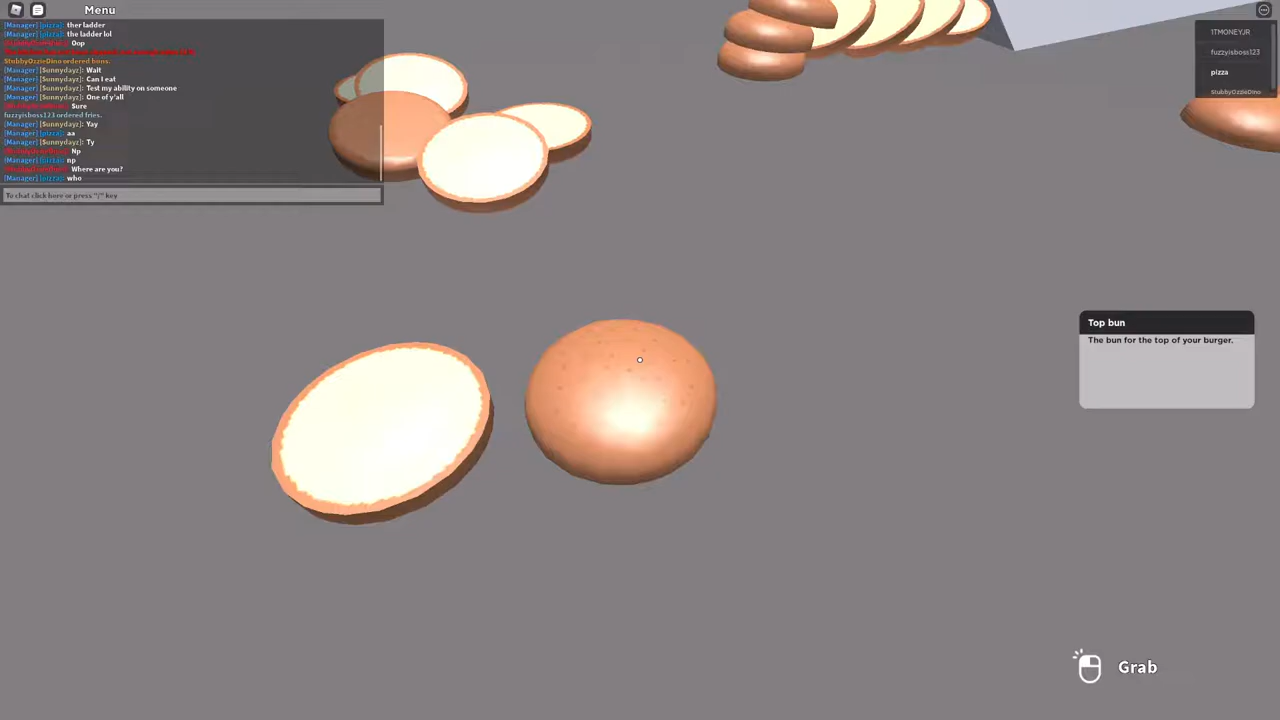 Menu
[Manager] [pizza]: ther ladder
[Manager] [pizza]: the ladder lol
Oop
StubbyOzzieDino ordered buns.
[Manager] [Sunnydayz]: Wait
[Manager] [Sunnydayz]: Can I eat
[Manager] [Sunnydayz]: Test my ability on someone
[Manager] [Sunnydayz]: One of y'all
Sure
fuzzyisboss123 ordered fries.
[Manager] [Sunnydayz]: Yay
[Manager] [pizza]: aa
[Manager] [Sunnydayz]: Ty
Np
[Manager] [pizza]: np
Where are you?
[Manager] [pizza]: who
To chat click here or press "/" key
1TMONEYJR
fuzzyisboss123
pizza
StubbyOzzieDino
Top bun
The bun for the top of your burger.
Grab